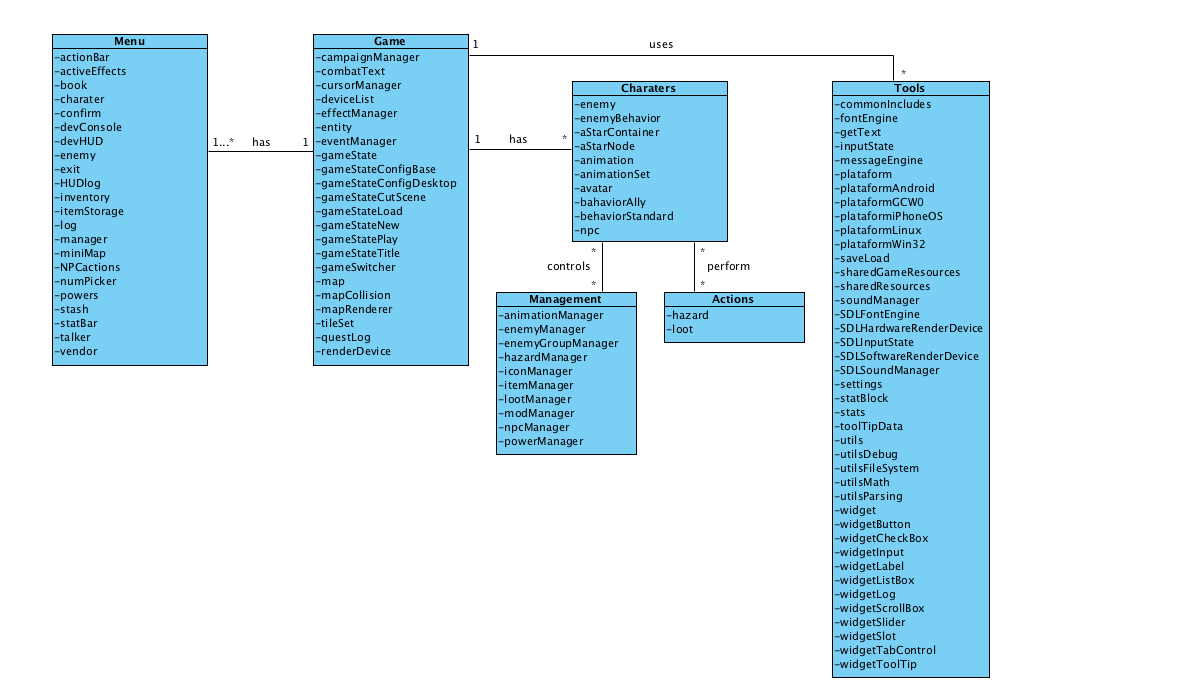 Menu
-actionBar
-activeEffects
-book
-charater
-confirm
-devConsole
-devHUD
-enemy
-exit
-HUDlog
-inventory
-itemStorage
-log
-manager
-miniMap
-NPCactions
-numPicker
-powers
-stash
-statBar
-talker
-vendor
1...* has 1
Game
-campaignManager
-combatText
-cursorManager
-deviceList
-effectManager
-entity
-eventManager
-gameState
-gameStateConfigBase
-gameStateConfigDesktop
-gameStateCutScene
-gameStateLoad
-gameStateNew
-gameStatePlay
-gameStateTitle
-gameSwitcher
-map
-mapCollision
-mapRenderer
-tileSet
-questLog
-renderDevice
1 uses *
1 has *
Charaters
-enemy
-enemyBehavior
-aStarContainer
-aStarNode
-animation
-animationSet
-avatar
-bahaviorAlly
-behaviorStandard
-npc
*
controls
*
*
perform
*
Management
-animationManager
-enemyManager
-enemyGroupManager
-hazardManager
-iconManager
-itemManager
-lootManager
-modManager
-npcManager
-powerManager
Actions
-hazard
-loot
Tools
-commonIncludes
-fontEngine
-getText
-inputState
-messageEngine
-plataform
-plataformAndroid
-plataformGCW0
-plataformiPhoneOS
-plataformLinux
-plataformWin32
-saveLoad
-sharedGameResources
-sharedResources
-soundManager
-SDLFontEngine
-SDLHardwareRenderDevice
-SDLInputState
-SDLSoftwareRenderDevice
-SDLSoundManager
-settings
-statBlock
-stats
-toolTipData
-utils
-utilsDebug
-utilsFileSystem
-utilsMath
-utilsParsing
-widget
-widgetButton
-widgetCheckBox
-widgetInput
-widgetLabel
-widgetListBox
-widgetLog
-widgetScrollBox
-widgetSlider
-widgetSlot
-widgetTabControl
-widgetToolTip